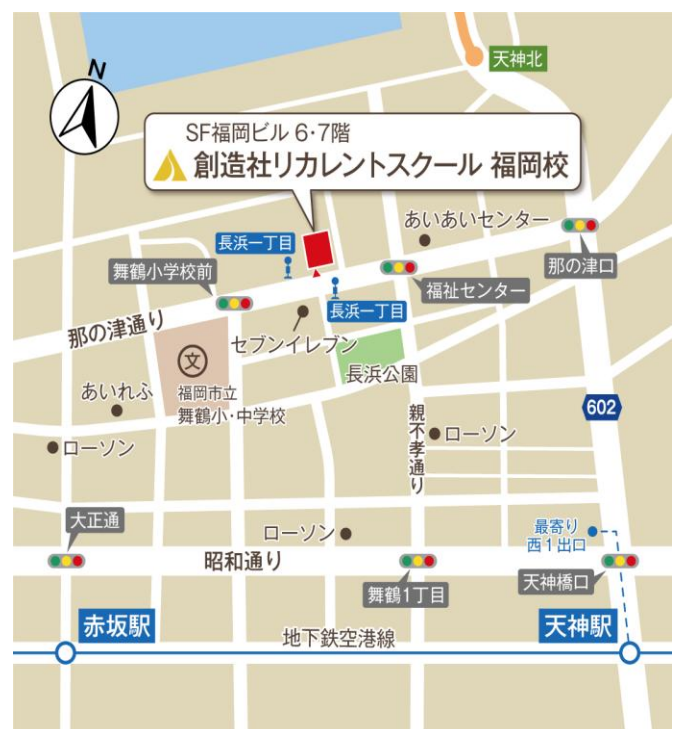 N
天神北
SF福岡ビル 6・7階
創造社リカレントスクール 福岡校
あいあいセンター
長浜一丁目
那の津口
舞鶴小学校前
福祉センター
長浜一丁目
那の津通り
セブンイレブン
文
長浜公園
あいれふ
福岡市立
舞鶴小・中学校
602
親不孝通り
ローソン
ローソン
大正通
最寄り
西1出口
ローソン
昭和通り
舞鶴1丁目
天神橋口
赤坂駅
地下鉄空港線
天神駅